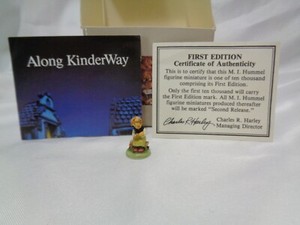 Along KinderWay
FIRST EDITION
Certificate of Authenticity
This is to certify that this M. I. Hummel
figurine miniature is one of ten thousand
comprising its First Edition.
Only the first ten thousand will carry
the First Edition mark. All M. I. Hummel
figurine miniatures produced thereafter
will be marked "Second Release."
Charles R. Harley
Charles R. Harley
Managing Director